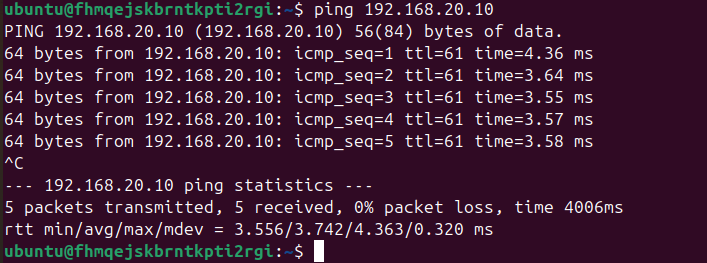 ubuntu@fhmqejskbrntkpti2rgi:~$ ping 192.168.20.10
PING 192.168.20.10 (192.168.20.10) 56(84) bytes of data.
64 bytes from 192.168.20.10: icmp_seq=1 ttl=61 time=4.36 ms
64 bytes from 192.168.20.10: icmp_seq=2 ttl=61 time=3.64 ms
64 bytes from 192.168.20.10: icmp_seq=3 ttl=61 time=3.55 ms
64 bytes from 192.168.20.10: icmp_seq=4 ttl=61 time=3.57 ms
64 bytes from 192.168.20.10: icmp_seq=5 ttl=61 time=3.58 ms
^C
--- 192.168.20.10 ping statistics ---
5 packets transmitted, 5 received, 0% packet loss, time 4006ms
rtt min/avg/max/mdev = 3.556/3.742/4.363/0.320 ms
ubuntu@fhmqejskbrntkpti2rgi:~$